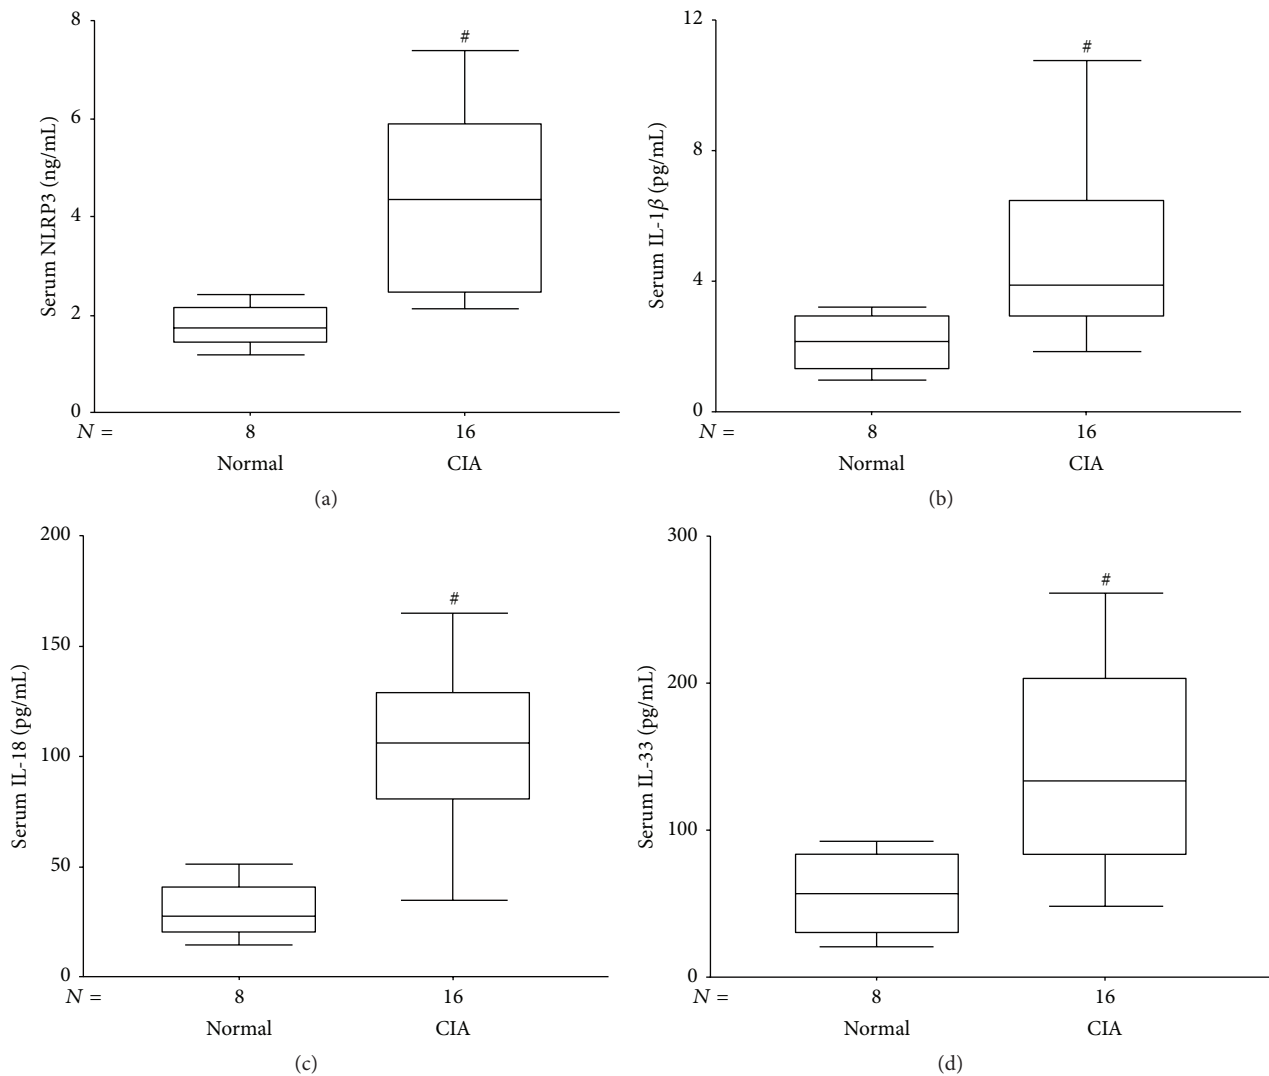 8
6
4
2
0
Serum NLRP3 (ng/mL)
#
N =
8
16
Normal
CIA
(a)
12
8
4
0
Serum IL-1β (pg/mL)
#
N =
8
16
Normal
CIA
(b)
200
150
100
50
0
Serum IL-18 (pg/mL)
#
N =
8
16
Normal
CIA
(c)
300
200
100
0
Serum IL-33 (pg/mL)
#
N =
8
16
Normal
CIA
(d)